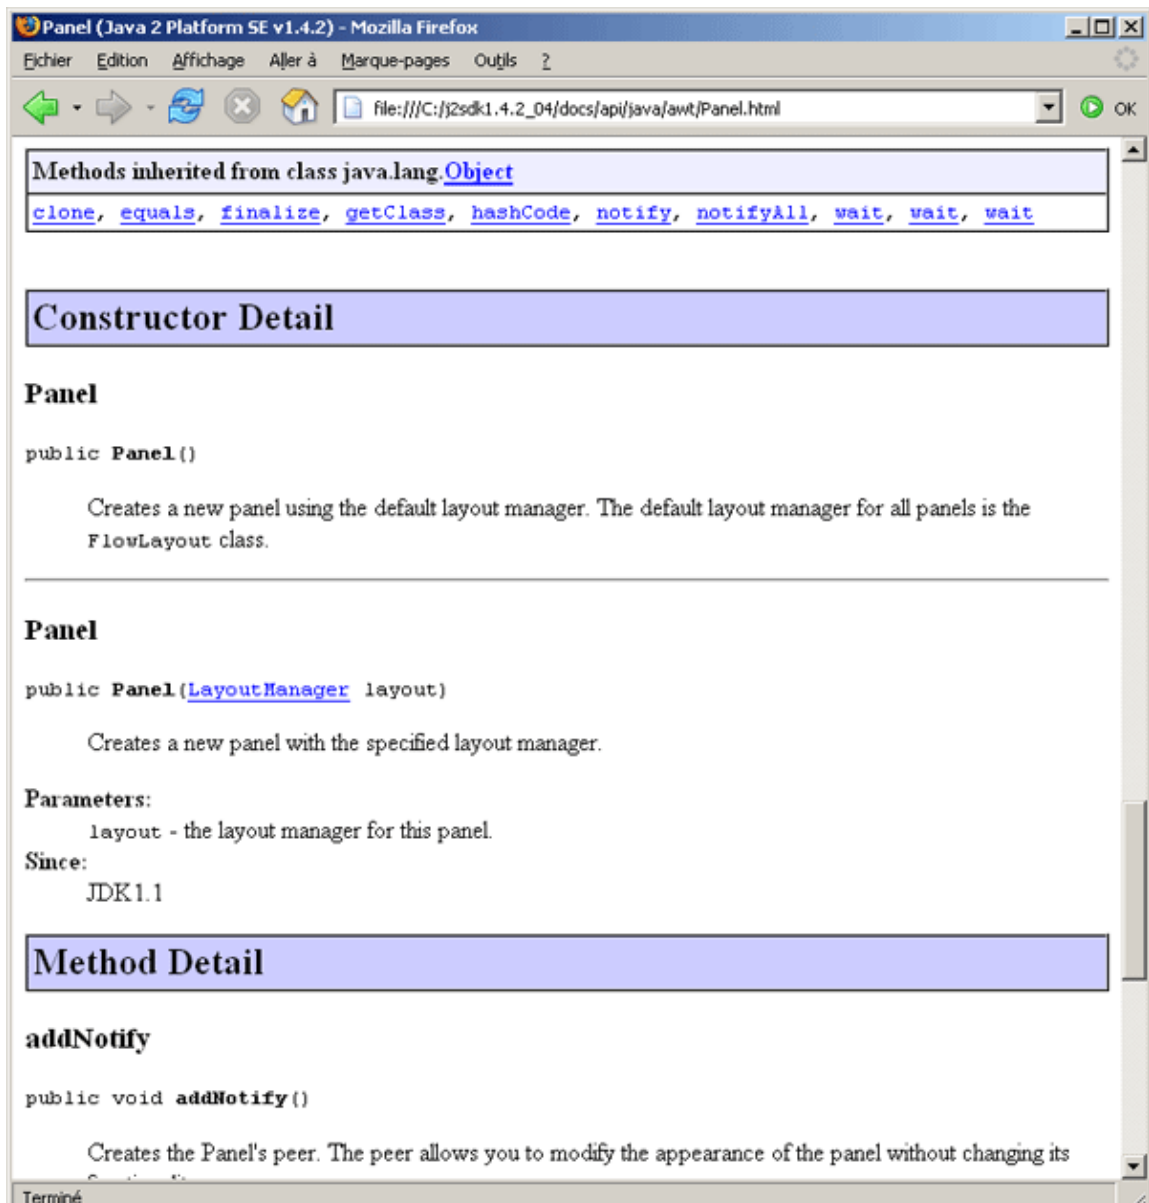 Panel (Java 2 Platform SE v1.4.2) - Mozilla Firefox
Fichier Edition Affichage Aller à Marque-pages Outils ?
file:///C:/j2sdk1.4.2_04/docs/api/java/awt/Panel.html OK
Methods inherited from class java.lang.Object
clone, equals, finalize, getClass, hashCode, notify, notifyAll, wait, wait, wait
Constructor Detail
Panel
public Panel()
Creates a new panel using the default layout manager. The default layout manager for all panels is the
FlowLayout class.
Panel
public Panel(LayoutManager layout)
Creates a new panel with the specified layout manager.
Parameters:
layout - the layout manager for this panel.
Since:
JDK1.1
Method Detail
addNotify
public void addNotify()
Creates the Panel's peer. The peer allows you to modify the appearance of the panel without changing its
Terminé